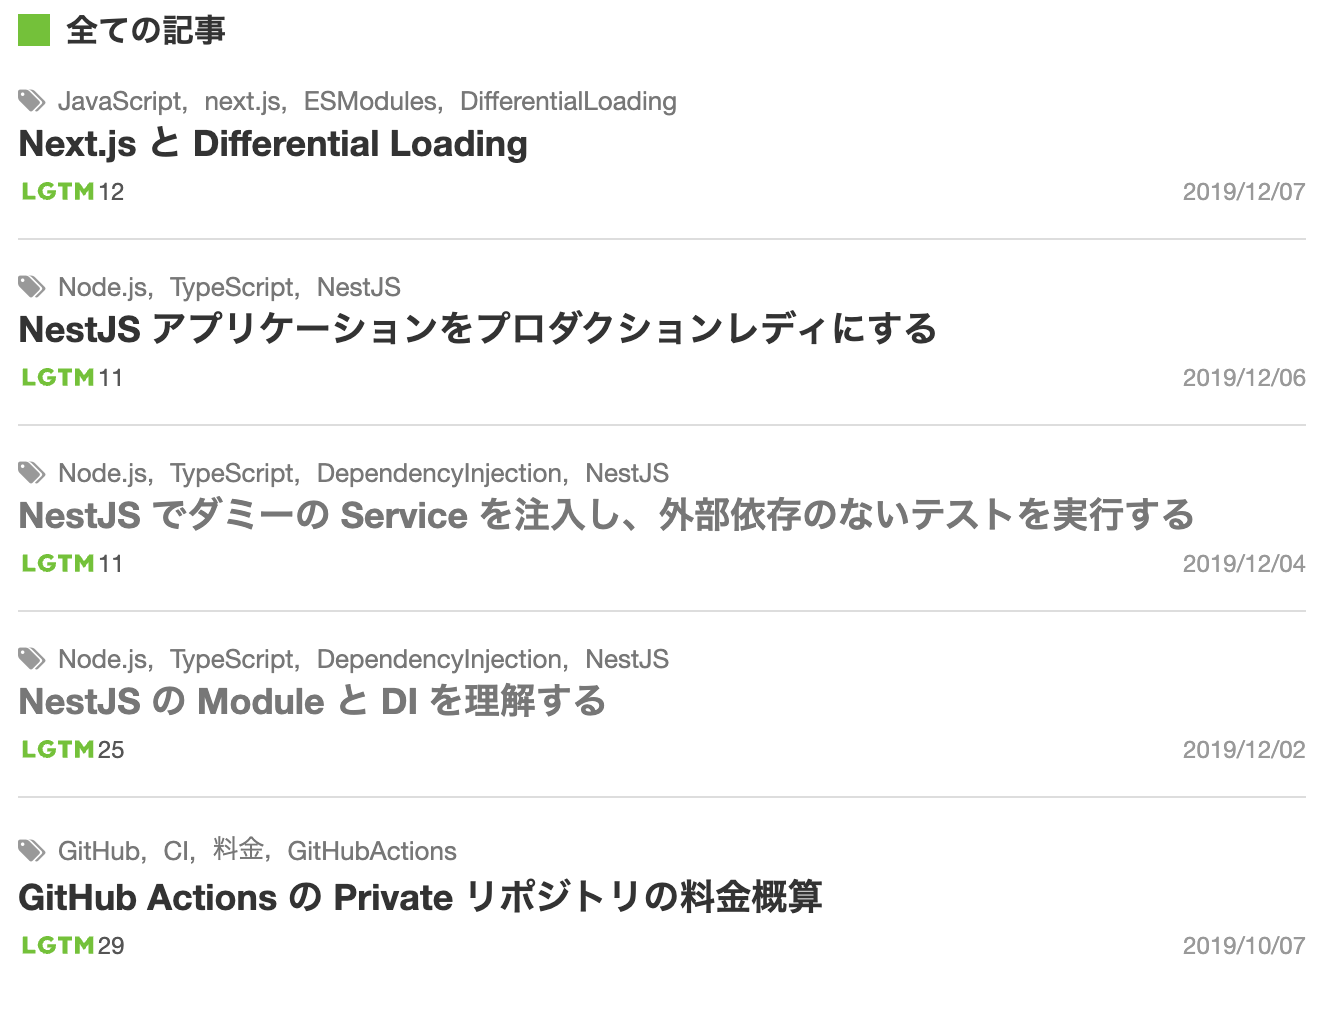 全ての記事
JavaScript, next.js, ESModules, DifferentialLoading
Next.js と Differential Loading
LGTM 12 2019/12/07
Node.js, TypeScript, NestJS
NestJS アプリケーションをプロダクションレディにする
LGTM 11 2019/12/06
Node.js, TypeScript, DependencyInjection, NestJS
NestJS でダミーの Service を注入し、外部依存のないテストを実行する
LGTM 11 2019/12/04
Node.js, TypeScript, DependencyInjection, NestJS
NestJS の Module と DI を理解する
LGTM 25 2019/12/02
GitHub, CI, 料金, GitHubActions
GitHub Actions の Private リポジトリの料金概算
LGTM 29 2019/10/07